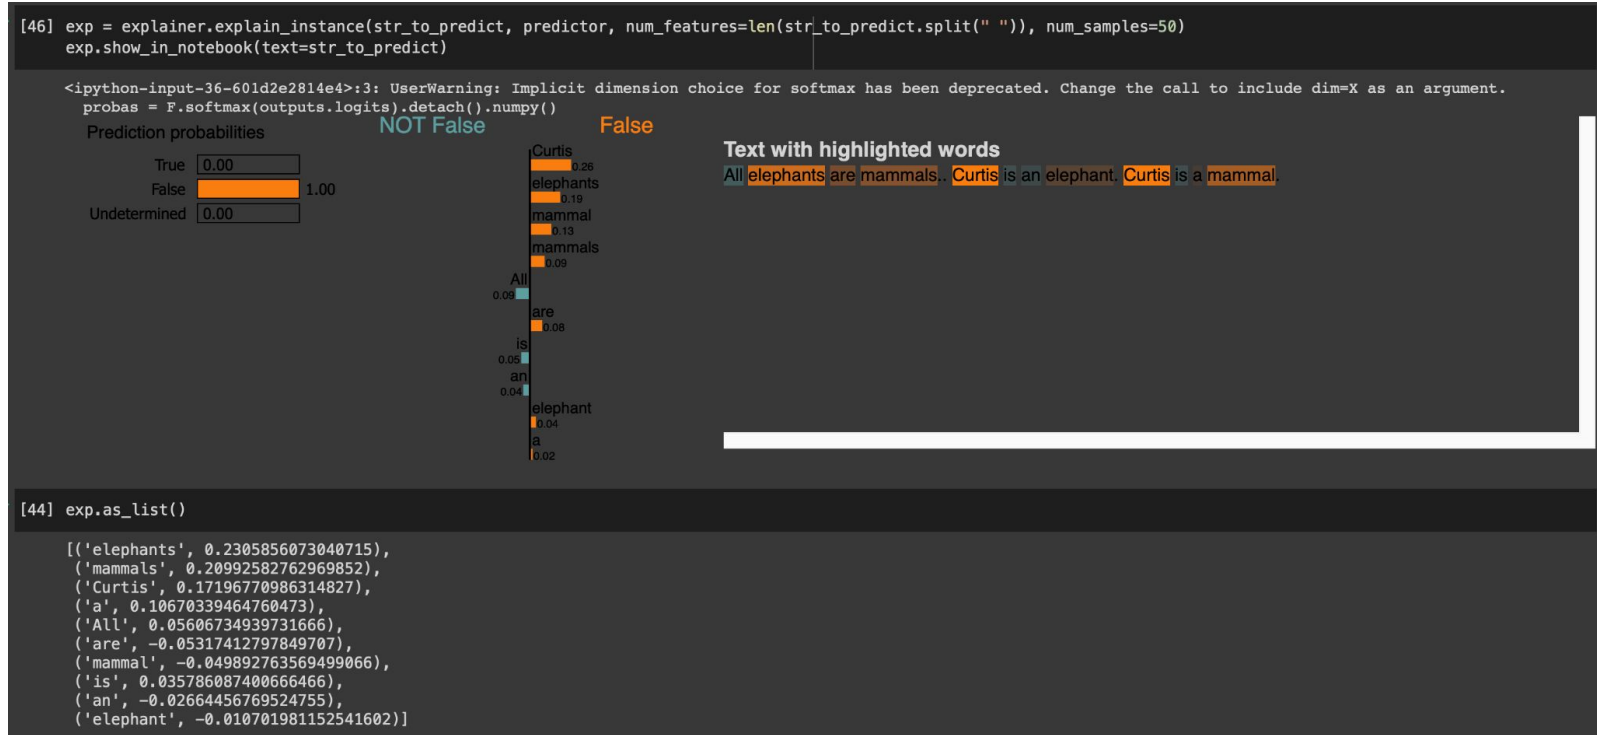 [46] exp = explainer.explain_instance(str_to_predict, predictor, num_features=len(str_to_predict.split(" ")), num_samples=50)
exp.show_in_notebook(text=str_to_predict)
<ipython-input-36-601d2e2814e4>:3: UserWarning: Implicit dimension choice for softmax has been deprecated. Change the call to include dim=X as an argument.
probas = F.softmax(outputs.logits).detach().numpy()
Prediction probabilities
True 0.00
False 1.00
Undetermined 0.00
NOT False False
Curtis
0.26
elephants
0.19
mammal
0.13
mammals
0.09
All
0.09
are
0.08
is
0.05
an
0.04
elephant
0.04
a
0.02
Text with highlighted words
All elephants are mammals.. Curtis is an elephant. Curtis is a mammal.
[44] exp.as_list()
[('elephants', 0.2305856073040715),
('mammals', 0.20992582762969852),
('Curtis', 0.17196770986314827),
('a', 0.10670339464760473),
('All', 0.05606734939731666),
('are', -0.05317412797849707),
('mammal', -0.049892763569499066),
('is', 0.035786087400666466),
('an', -0.02664456769524755),
('elephant', -0.010701981152541602)]